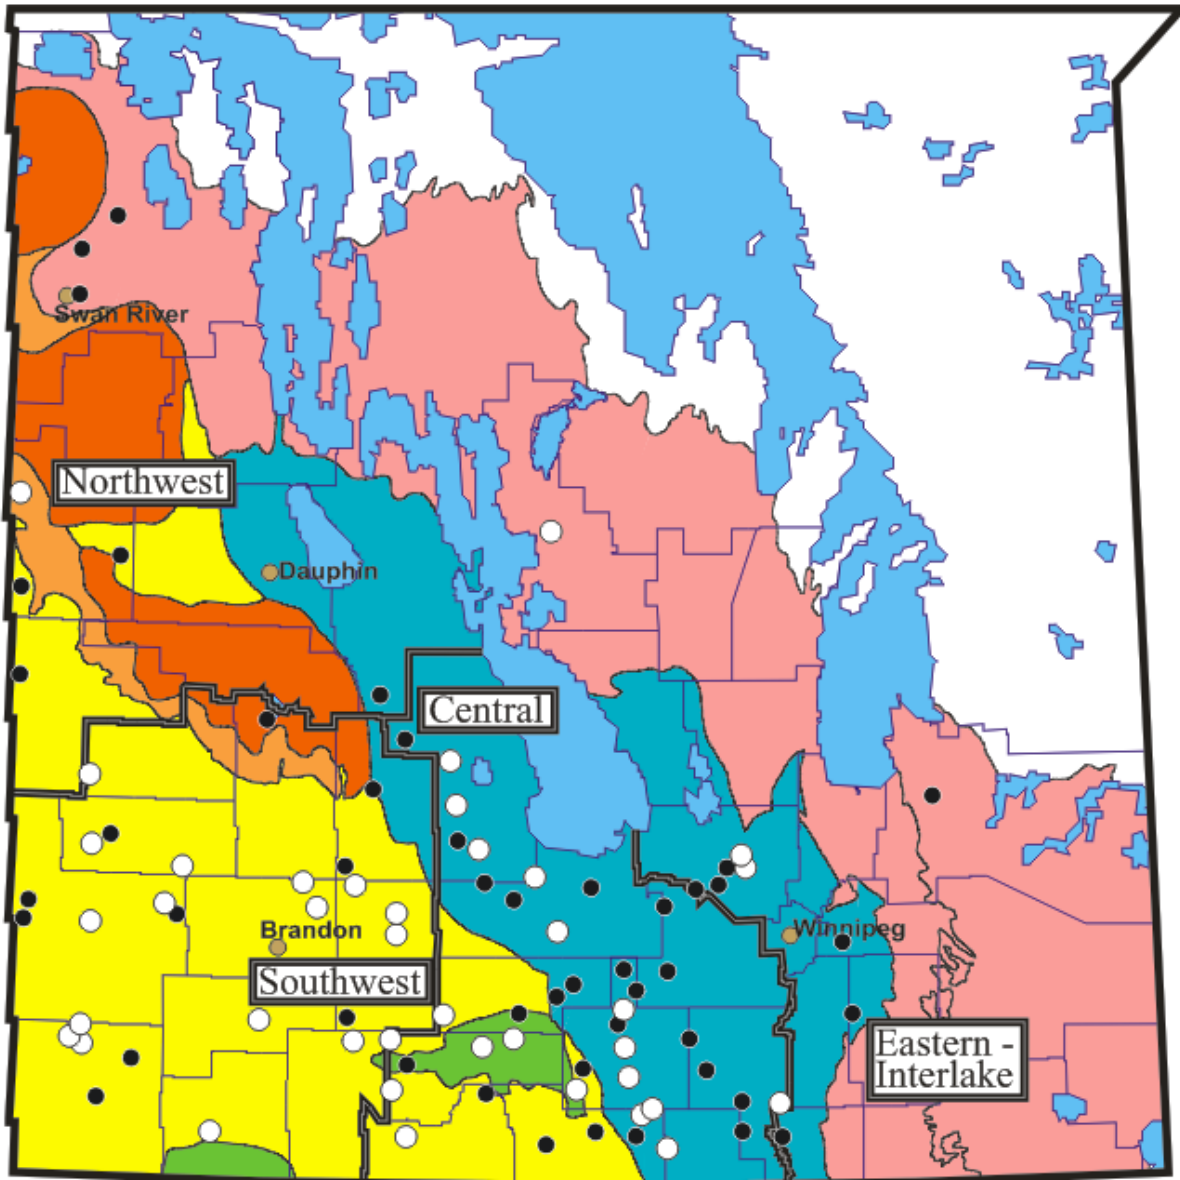 Swan River
Northwest
Dauphin
Central
Brandon
Winnipeg
Southwest
Eastern -
Interlake